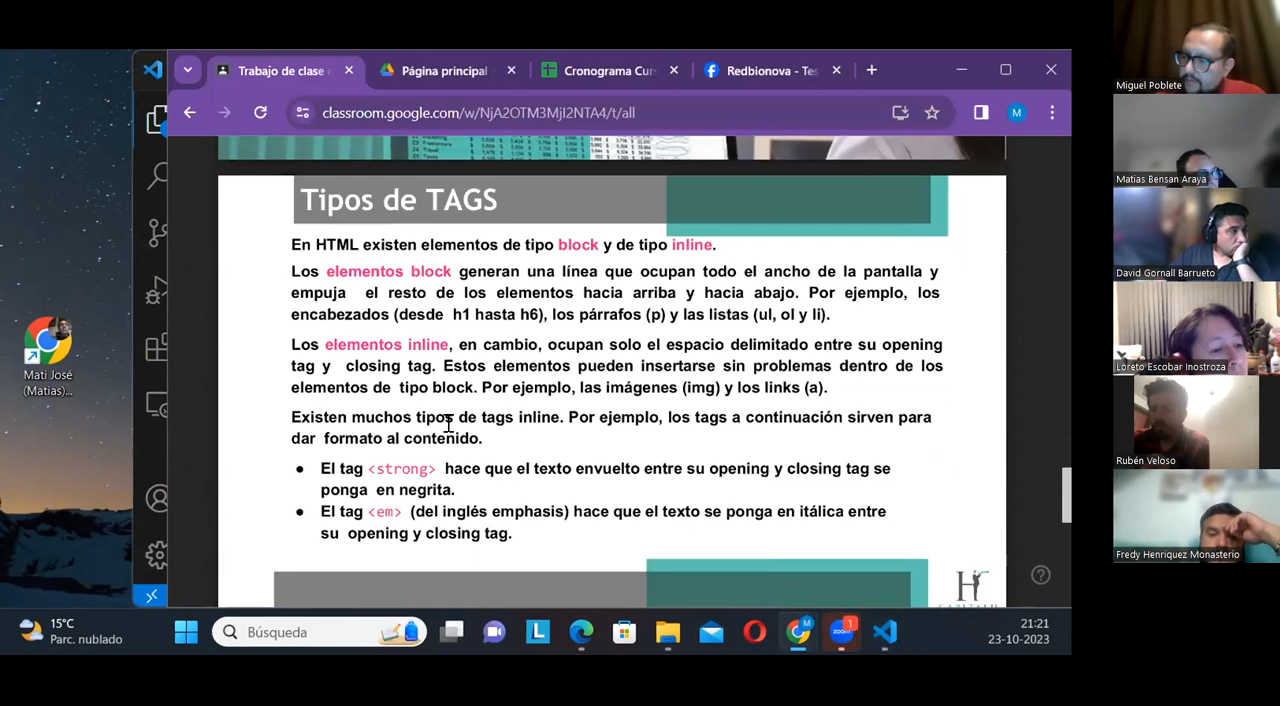 Trabajo de clase
Página principal
Cronograma Cur
Redbionova - Tes
classroom.google.com/w/NjA2OTM3MjI2NTA4/t/all
M
Tipos de TAGS
En HTML existen elementos de tipo block y de tipo inline.
Los elementos block generan una línea que ocupan todo el ancho de la pantalla y
empuja el resto de los elementos hacia arriba y hacia abajo. Por ejemplo, los
encabezados (desde h1 hasta h6), los párrafos (p) y las listas (ul, ol y li).
Los elementos inline, en cambio, ocupan solo el espacio delimitado entre su opening
tag y closing tag. Estos elementos pueden insertarse sin problemas dentro de los
elementos de tipo block. Por ejemplo, las imágenes (img) y los links (a).
Existen muchos tipos de tags inline. Por ejemplo, los tags a continuación sirven para
dar formato al contenido.
● El tag <strong> hace que el texto envuelto entre su opening y closing tag se
ponga en negrita.
● El tag <em> (del inglés emphasis) hace que el texto se ponga en itálica entre
su opening y closing tag.
H
Mati José
(Matias)...
15°C
Parc. nublado
Búsqueda
L
M
zoom
1
21:21
23-10-2023
Miguel Poblete
Matias Bensan Araya
David Gornall Barrueto
Loreto Escobar Inostroza
Rubén Veloso
Fredy Henriquez Monasterio